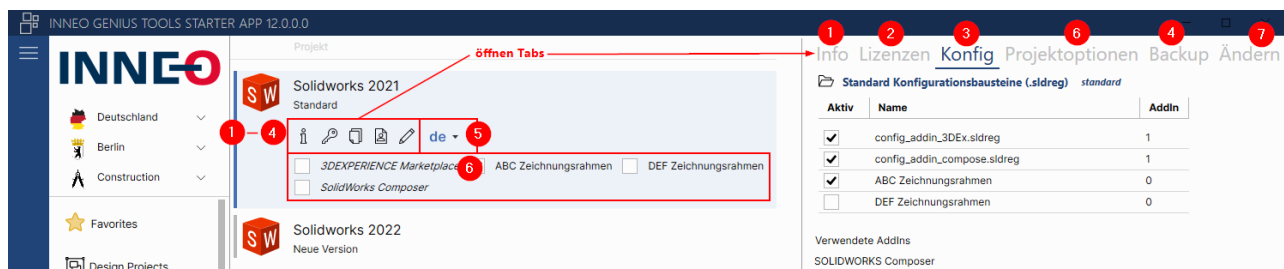 INNEO GENIUS TOOLS STARTER APP 12.0.0.0
INNEO
Deutschland
Berlin
Construction
Favorites
Design Projects
Projekt
öffnen Tabs
SW
Solidworks 2021
Standard
1 – 4
de
5
3DEXPERIENCE Marketplace
6
ABC Zeichnungsrahmen
DEF Zeichnungsrahmen
SolidWorks Composer
SW
Solidworks 2022
Neue Version
1 2 3 6 4 7
Info Lizenzen Konfig Projektoptionen Backup Ändern
Standard Konfigurationsbausteine (.sldreg) standard
Aktiv Name AddIn
config_addin_3DEx.sldreg 1
config_addin_compose.sldreg 1
ABC Zeichnungsrahmen 0
DEF Zeichnungsrahmen 0
Verwendete AddIns
SOLIDWORKS Composer